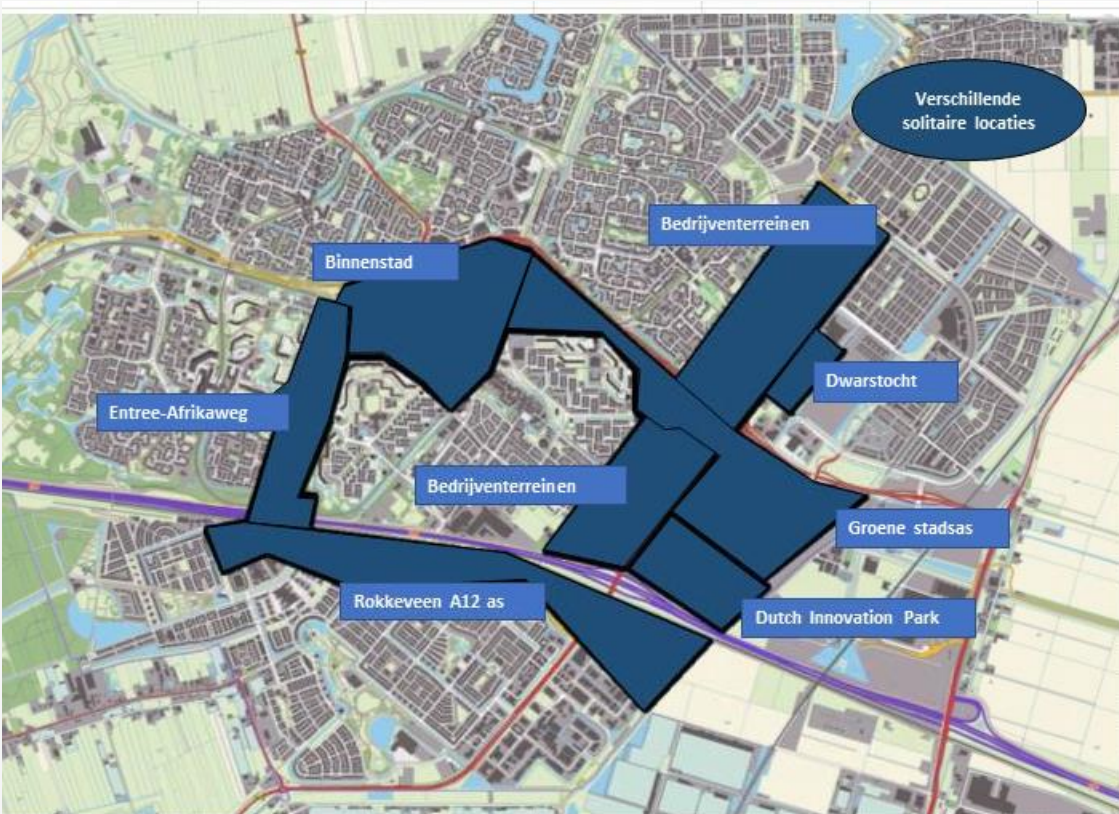 Verschillende
solitaire locaties
Bedrijventerreinen
Binnenstad
Dwarstocht
Entree-Afrikaweg
Bedrijventerreinen
Groene stadsas
Rokkeveen A12 as
Dutch Innovation Park